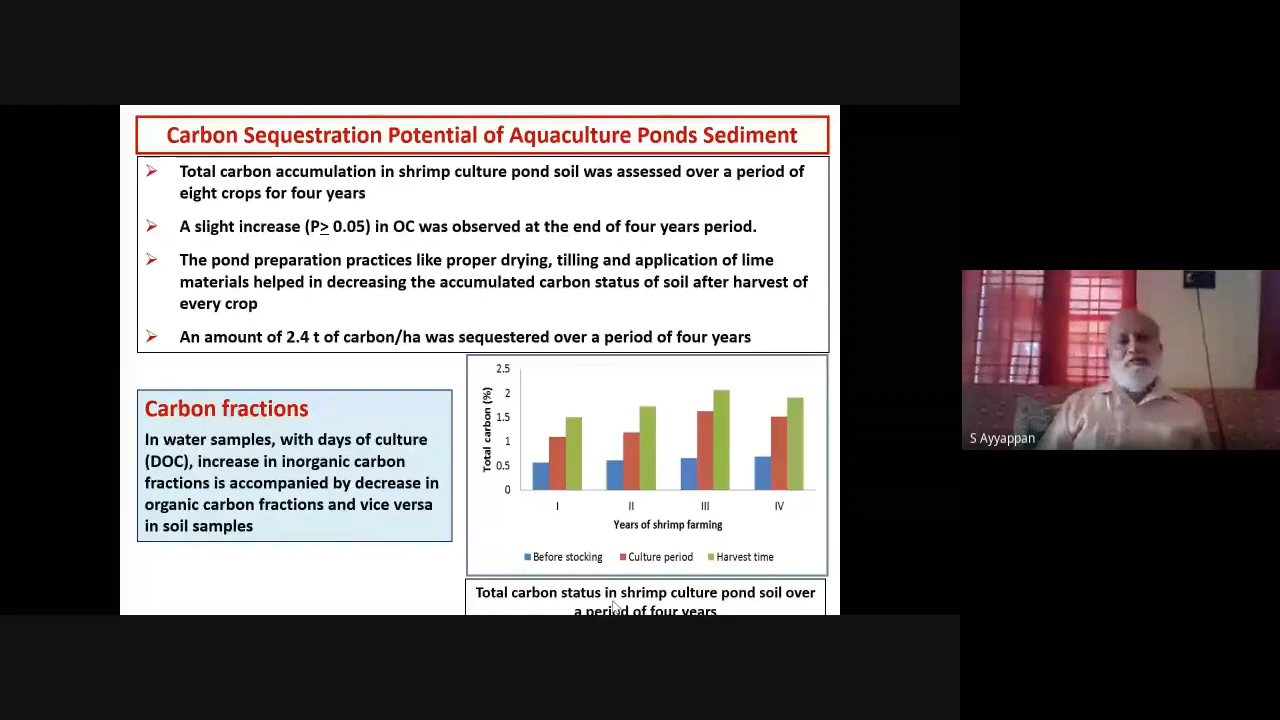 Carbon Sequestration Potential of Aquaculture Ponds Sediment
Total carbon accumulation in shrimp culture pond soil was assessed over a period of
eight crops for four years
A slight increase (P≥ 0.05) in OC was observed at the end of four years period.
The pond preparation practices like proper drying, tilling and application of lime
materials helped in decreasing the accumulated carbon status of soil after harvest of
every crop
An amount of 2.4 t of carbon/ha was sequestered over a period of four years
Carbon fractions
In water samples, with days of culture
(DOC), increase in inorganic carbon
fractions is accompanied by decrease in
organic carbon fractions and vice versa
in soil samples
Total carbon (%)
2.5
2
1.5
1
0.5
0
I II III IV
Years of shrimp farming
Before stocking Culture period Harvest time
Total carbon status in shrimp culture pond soil over
a period of four years
S Ayyappan